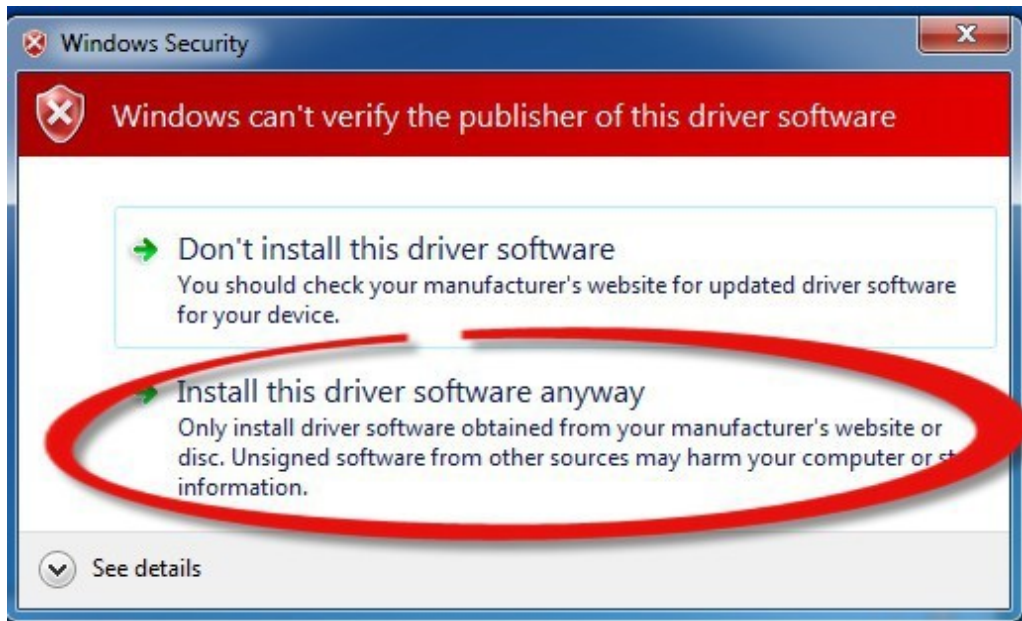 Windows Security
Windows can't verify the publisher of this driver software
Don't install this driver software
You should check your manufacturer's website for updated driver software
for your device.
Install this driver software anyway
Only install driver software obtained from your manufacturer's website or
disc. Unsigned software from other sources may harm your computer or
information.
See details